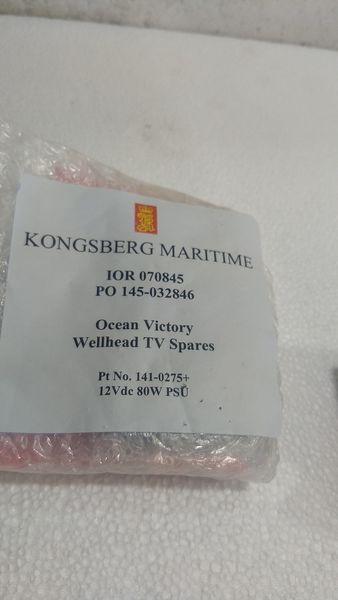 KONGSBERG MARITIME
IOR 070845
PO 145-032846
Ocean Victory
Wellhead TV Spares
Pt No. 141-0275+
12Vdc 80W PSU